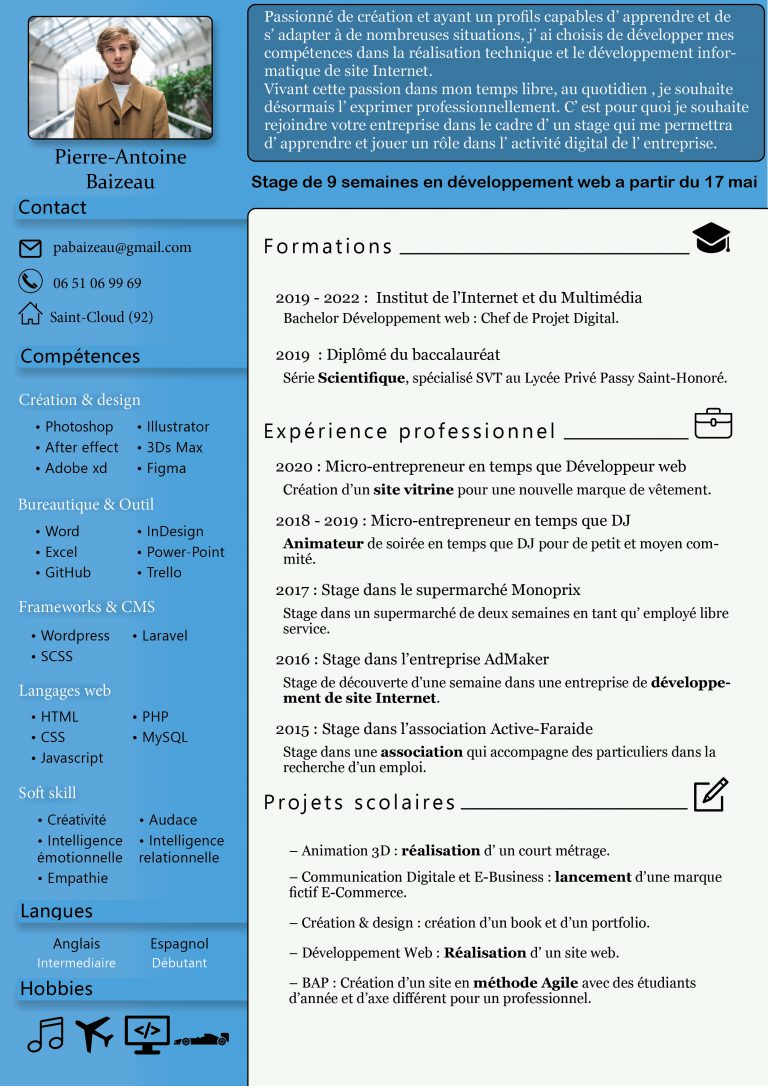 Passionné de création et ayant un profils capables d’ apprendre et de
s’ adapter à de nombreuses situations, j’ ai choisis de développer mes
compétences dans la réalisation technique et le développement infor-
matique de site Internet.
Vivant cette passion dans mon temps libre, au quotidien , je souhaite
désormais l’ exprimer professionnellement. C’ est pour quoi je souhaite
rejoindre votre entreprise dans le cadre d’ un stage qui me permettra
d’ apprendre et jouer un rôle dans l’ activité digital de l’ entreprise.
Stage de 9 semaines en développement web a partir du 17 mai
Pierre-Antoine
Baizeau
Contact
pabaizeau@gmail.com
06 51 06 99 69
Saint-Cloud (92)
Compétences
Création & design
• Photoshop • Illustrator
• After effect • 3Ds Max
• Adobe xd • Figma
Bureautique & Outil
• Word • InDesign
• Excel • Power-Point
• GitHub • Trello
Frameworks & CMS
• Wordpress • Laravel
• SCSS
Langages web
• HTML • PHP
• CSS • MySQL
• Javascript
Soft skill
• Créativité • Audace
• Intelligence • Intelligence
émotionnelle relationnelle
• Empathie
Langues
Anglais Espagnol
Intermediaire Débutant
Hobbies
</>
Formations
2019 - 2022 : Institut de l’Internet et du Multimédia
Bachelor Développement web : Chef de Projet Digital.
2019 : Diplômé du baccalauréat
Série Scientifique, spécialisé SVT au Lycée Privé Passy Saint-Honoré.
Expérience professionnel
2020 : Micro-entrepreneur en temps que Développeur web
Création d’un site vitrine pour une nouvelle marque de vêtement.
2018 - 2019 : Micro-entrepreneur en temps que DJ
Animateur de soirée en temps que DJ pour de petit et moyen com-
mité.
2017 : Stage dans le supermarché Monoprix
Stage dans un supermarché de deux semaines en tant qu’ employé libre
service.
2016 : Stage dans l’entreprise AdMaker
Stage de découverte d’une semaine dans une entreprise de développe-
ment de site Internet.
2015 : Stage dans l’association Active-Faraide
Stage dans une association qui accompagne des particuliers dans la
recherche d’un emploi.
Projets scolaires
– Animation 3D : réalisation d’ un court métrage.
– Communication Digitale et E-Business : lancement d’une marque
fictif E-Commerce.
– Création & design : création d’un book et d’un portfolio.
– Développement Web : Réalisation d’ un site web.
– BAP : Création d’un site en méthode Agile avec des étudiants
d’année et d’axe différent pour un professionnel.